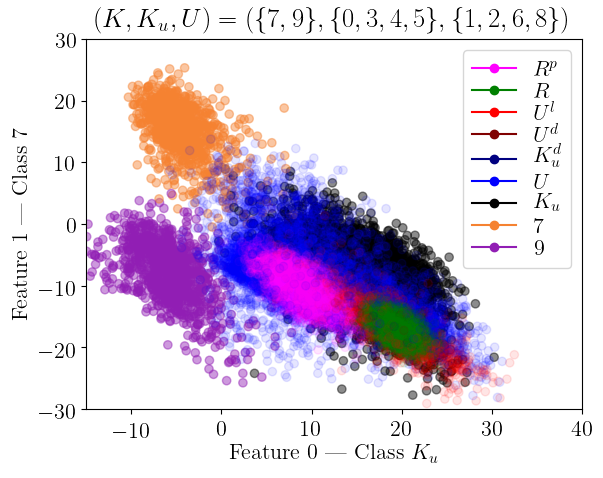 (K, K_u, U) = ({7, 9}, {0, 3, 4, 5}, {1, 2, 6, 8})
30
20
10
0
−10
−20
−30
Feature 1 — Class 7
R^p
R
U^l
U^d
K_u^d
U
K_u
7
9
−10
0
10
20
30
40
Feature 0 — Class K_u